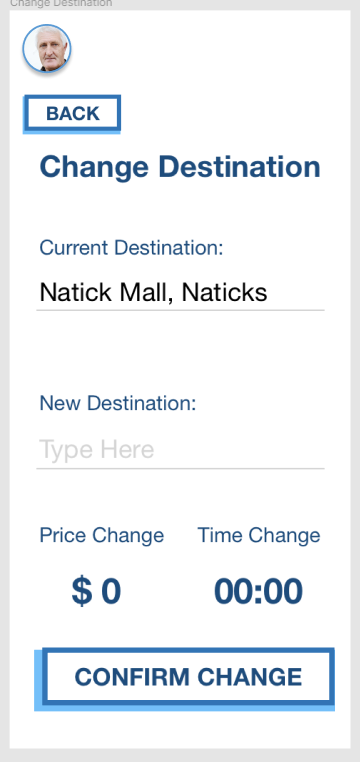 Change Destination
BACK
Change Destination
Current Destination:
Natick Mall, Naticks
New Destination:
Type Here
Price Change Time Change
$ 0 00:00
CONFIRM CHANGE